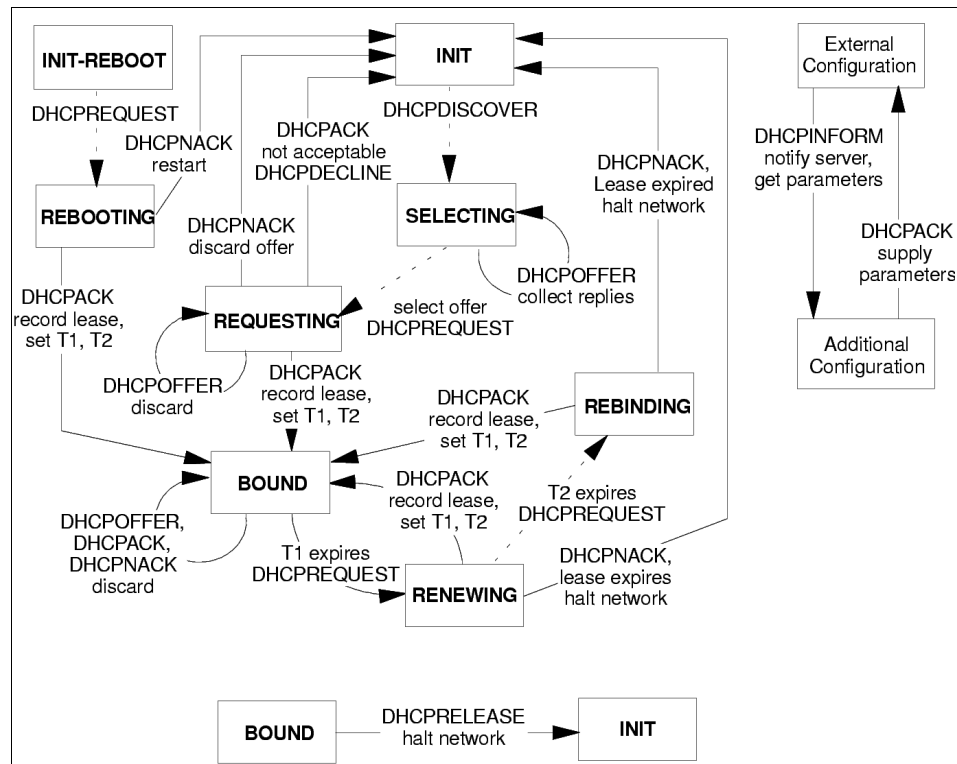 INIT-REBOOT
DHCPREQUEST
REBOOTING
DHCPNACK
restart
INIT
DHCPDISCOVER
DHCPACK
not acceptable
DHCPDECLINE
DHCPNACK
discard offer
SELECTING
DHCPOFFER
collect replies
select offer
DHCPREQUEST
DHCPNACK,
Lease expired
halt network
External
Configuration
DHCPINFORM
notify server,
get parameters
DHCPACK
supply
parameters
Additional
Configuration
DHCPACK
record lease,
set T1, T2
REQUESTING
DHCPOFFER
discard
DHCPACK
record lease,
set T1, T2
DHCPACK
record lease,
set T1, T2
REBINDING
BOUND
DHCPOFFER,
DHCPACK,
DHCPNACK
discard
T1 expires
DHCPREQUEST
DHCPACK
record lease,
set T1, T2
T2 expires
DHCPREQUEST
RENEWING
DHCPNACK,
lease expires
halt network
BOUND
DHCPRELEASE
halt network
INIT